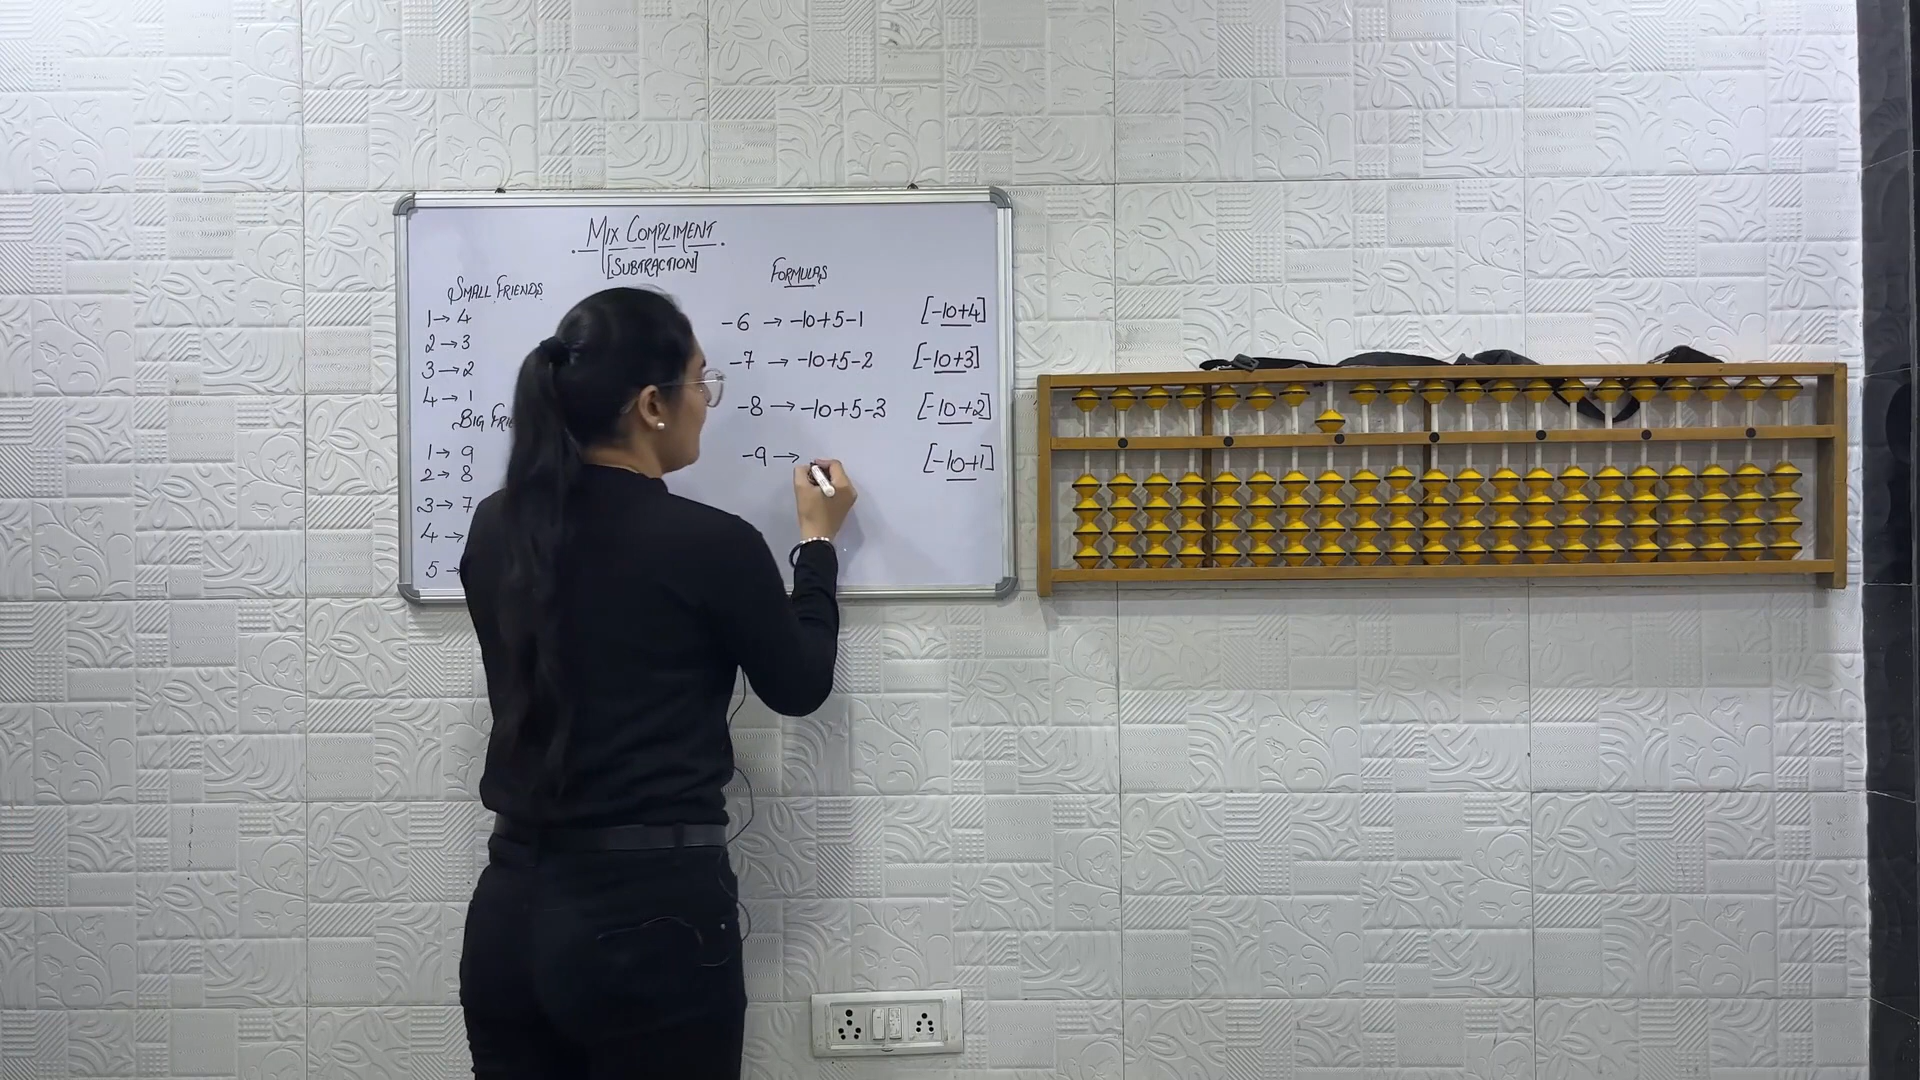 MIX COMPLIMENT
[SUBTRACTION]
SMALL FRIENDS
1→4
2→3
3→2
4→1
BIG
1→9
2→8
3→7
4→
5→
FORMULAS
-6 → -10+5-1 [-10+4]
-7 → -10+5-2 [-10+3]
-8 → -10+5-3 [-10+2]
-9 → [-10+1]